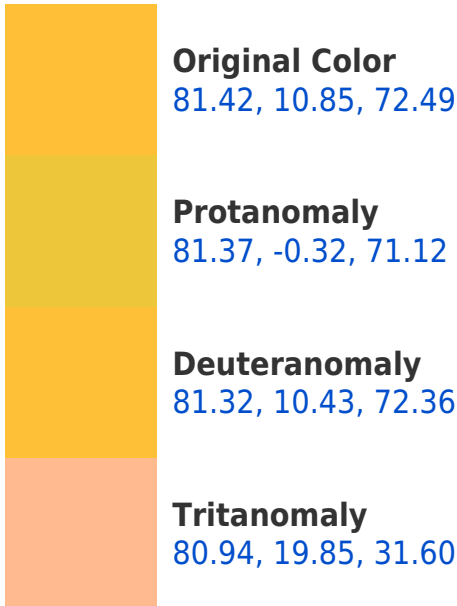 Original Color
81.42, 10.85, 72.49
Protanomaly
81.37, -0.32, 71.12
Deuteranomaly
81.32, 10.43, 72.36
Tritanomaly
80.94, 19.85, 31.60